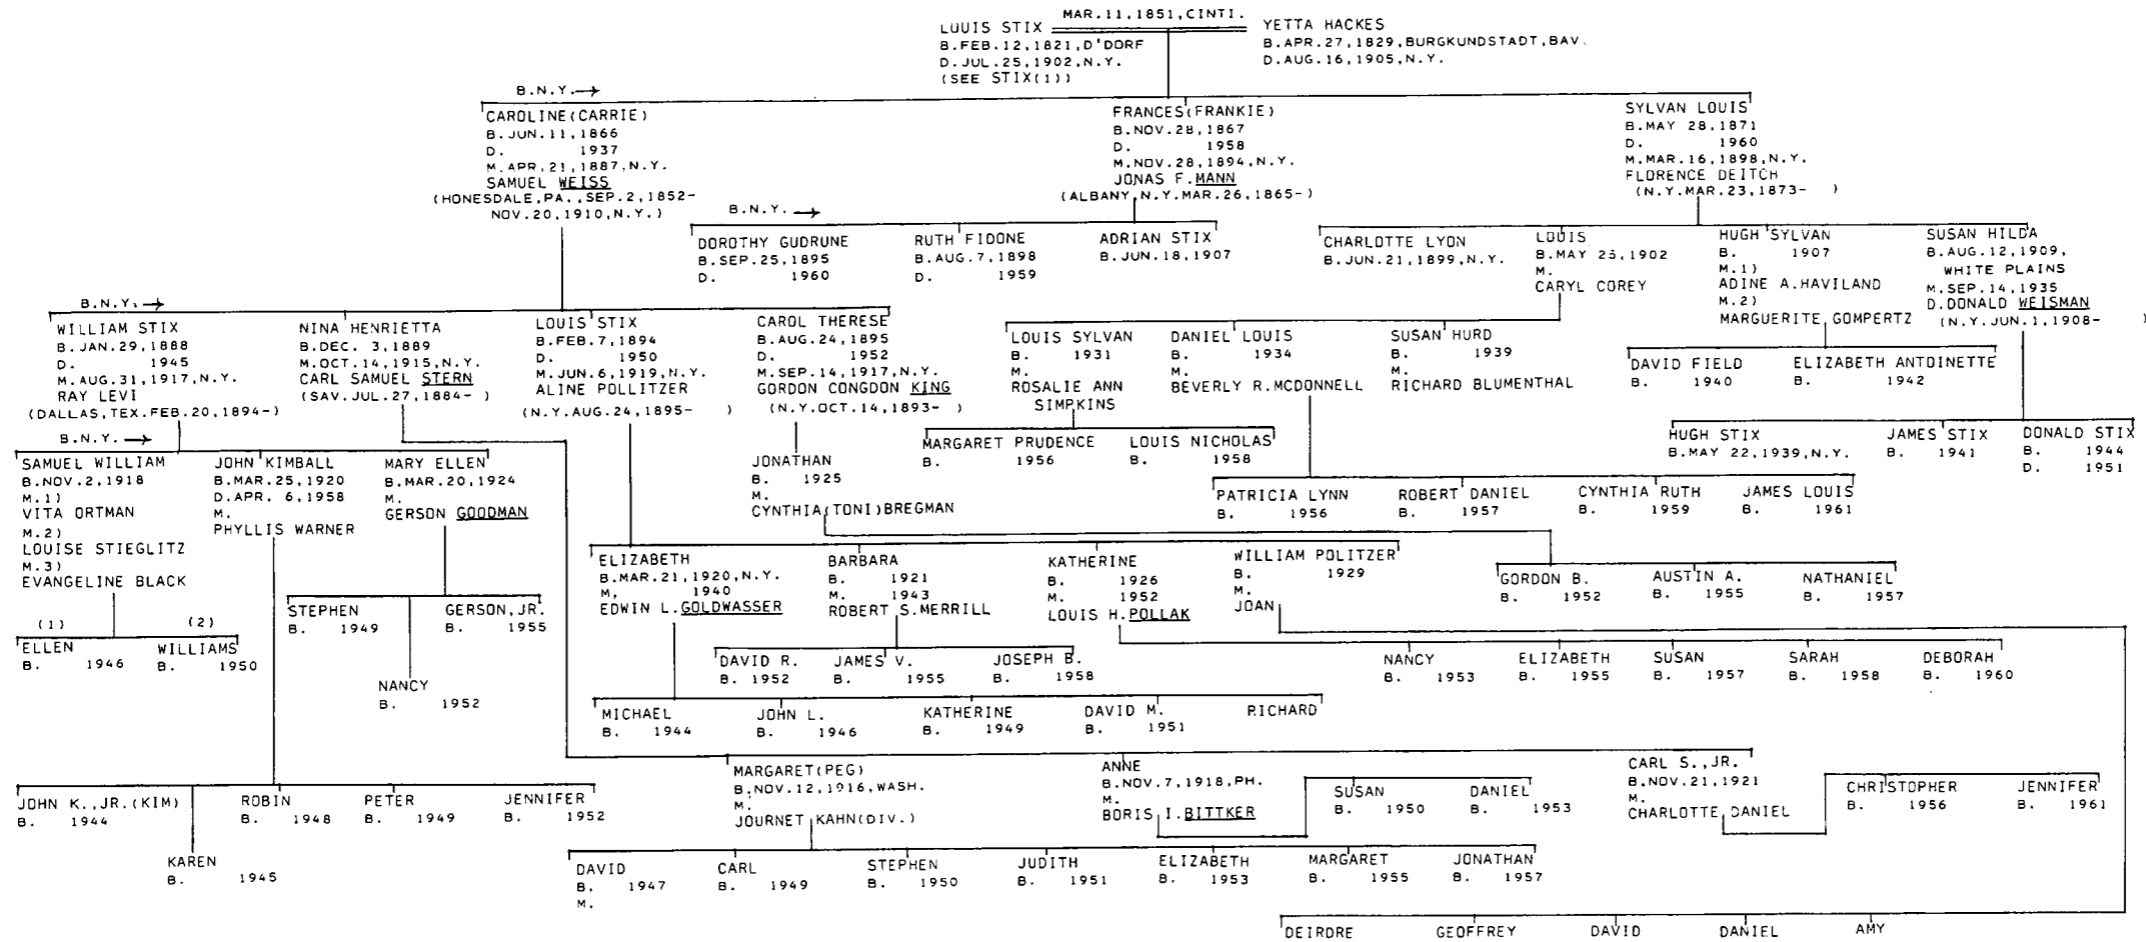 MAR.11,1851,CINTI.
LOUIS STIX
B.FEB.12,1821,D'DORF
D.JUL.25,1902,N.Y.
(SEE STIX(1))
YETTA HACKES
B.APR.27,1829,BURGKUNDSTADT,BAV.
D.AUG.16,1905,N.Y.
B.N.Y.→
CAROLINE(CARRIE)
B.JUN.11,1866
D. 1937
M.APR.21,1887,N.Y.
SAMUEL WEISS
(HONESDALE,PA.,SEP.2,1852-
NOV.20,1910,N.Y.)
FRANCES(FRANKIE)
B.NOV.28,1867
D. 1958
M.NOV.28,1894,N.Y.
JONAS F.MANN
(ALBANY,N.Y.MAR.26,1865-)
SYLVAN LOUIS
B.MAY 28,1871
D. 1960
M.MAR.16,1898,N.Y.
FLORENCE DEITCH
(N.Y.MAR.23,1873- )
B.N.Y.→
DOROTHY GUDRUNE
B.SEP.25,1895
D. 1960
RUTH FIDONE
B.AUG.7,1898
D. 1959
ADRIAN STIX
B.JUN.18,1907
CHARLOTTE LYON
B.JUN.21,1899,N.Y.
LOUIS
B.MAY 25,1902
M.
CARYL COREY
HUGH SYLVAN
B. 1907
M.1)
ADINE A.HAVILAND
M.2)
MARGUERITE GOMPERTZ
SUSAN HILDA
B.AUG.12,1909,
WHITE PLAINS
M.SEP.14,1935
D.DONALD WEISMAN
(N.Y.JUN.1,1908- )
B.N.Y.→
WILLIAM STIX
B.JAN.29,1888
D. 1945
M.AUG.31,1917,N.Y.
RAY LEVI
(DALLAS,TEX.FEB.20,1894-)
NINA HENRIETTA
B.DEC. 3,1889
M.OCT.14,1915,N.Y.
CARL SAMUEL STERN
(SAV.JUL.27,1884- )
LOUIS STIX
B.FEB.7,1894
D. 1950
M.JUN.6,1919,N.Y.
ALINE POLLITZER
(N.Y.AUG.24,1895- )
CAROL THERESE
B.AUG.24,1895
D. 1952
M.SEP.14,1917,N.Y.
GORDON CONGDON KING
(N.Y.OCT.14,1893- )
LOUIS SYLVAN
B. 1931
M.
ROSALIE ANN
SIMPKINS
DANIEL LOUIS
B. 1934
M.
BEVERLY R.MCDONNELL
SUSAN HURD
B. 1939
M.
RICHARD BLUMENTHAL
DAVID FIELD
B. 1940
ELIZABETH ANTOINETTE
B. 1942
B.N.Y.→
SAMUEL WILLIAM
B.NOV.2,1918
M.1)
VITA ORTMAN
M.2)
LOUISE STIEGLITZ
M.3)
EVANGELINE BLACK
JOHN KIMBALL
B.MAR.25,1920
D.APR. 6,1958
M.
PHYLLIS WARNER
MARY ELLEN
B.MAR.20,1924
M.
GERSON GOODMAN
JONATHAN
B. 1925
M.
CYNTHIA(TONI)BREGMAN
MARGARET PRUDENCE
B. 1956
LOUIS NICHOLAS
B. 1958
HUGH STIX
B.MAY 22,1939,N.Y.
JAMES STIX
B. 1941
DONALD STIX
B. 1944
D. 1951
PATRICIA LYNN
B. 1956
ROBERT DANIEL
B. 1957
CYNTHIA RUTH
B. 1959
JAMES LOUIS
B. 1961
ELIZABETH
B.MAR.21,1920,N.Y.
M, 1940
EDWIN L.GOLDWASSER
BARBARA
B. 1921
M. 1943
ROBERT S.MERRILL
KATHERINE
B. 1926
M. 1952
LOUIS H.POLLAK
WILLIAM POLITZER
B. 1929
M.
JOAN
GORDON B.
B. 1952
AUSTIN A.
B. 1955
NATHANIEL
B. 1957
STEPHEN
B. 1949
GERSON,JR.
B. 1955
(1) (2)
ELLEN
B. 1946
WILLIAMS
B. 1950
NANCY
B. 1952
DAVID R.
B. 1952
JAMES V.
B. 1955
JOSEPH B.
B. 1958
NANCY
B. 1953
ELIZABETH
B. 1955
SUSAN
B. 1957
SARAH
B. 1958
DEBORAH
B. 1960
MICHAEL
B. 1944
JOHN L.
B. 1946
KATHERINE
B. 1949
DAVID M.
B. 1951
RICHARD
MARGARET(PEG)
B.NOV.12,1916,WASH.
M.
JOURNET KAHN(DIV.)
ANNE
B.NOV.7,1918,PH.
M.
BORIS I.BITTKER
SUSAN
B. 1950
DANIEL
B. 1953
CARL S.,JR.
B.NOV.21,1921
M.
CHARLOTTE DANIEL
CHRISTOPHER
B. 1956
JENNIFER
B. 1961
JOHN K.,JR.(KIM)
B. 1944
ROBIN
B. 1948
PETER
B. 1949
JENNIFER
B. 1952
KAREN
B. 1945
DAVID
B. 1947
M.
CARL
B. 1949
STEPHEN
B. 1950
JUDITH
B. 1951
ELIZABETH
B. 1953
MARGARET
B. 1955
JONATHAN
B. 1957
DEIRDRE
GEOFFREY
DAVID
DANIEL
AMY